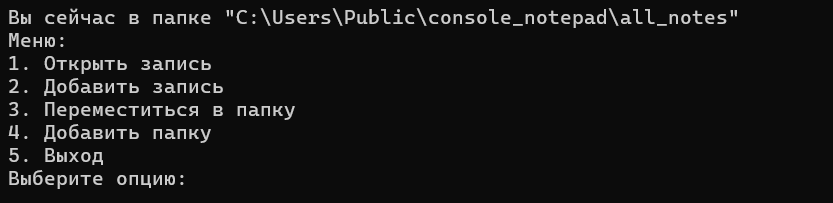 Вы сейчас в папке "C:\Users\Public\console_notepad\all_notes"
Меню:
1. Открыть запись
2. Добавить запись
3. Переместиться в папку
4. Добавить папку
5. Выход
Выберите опцию: